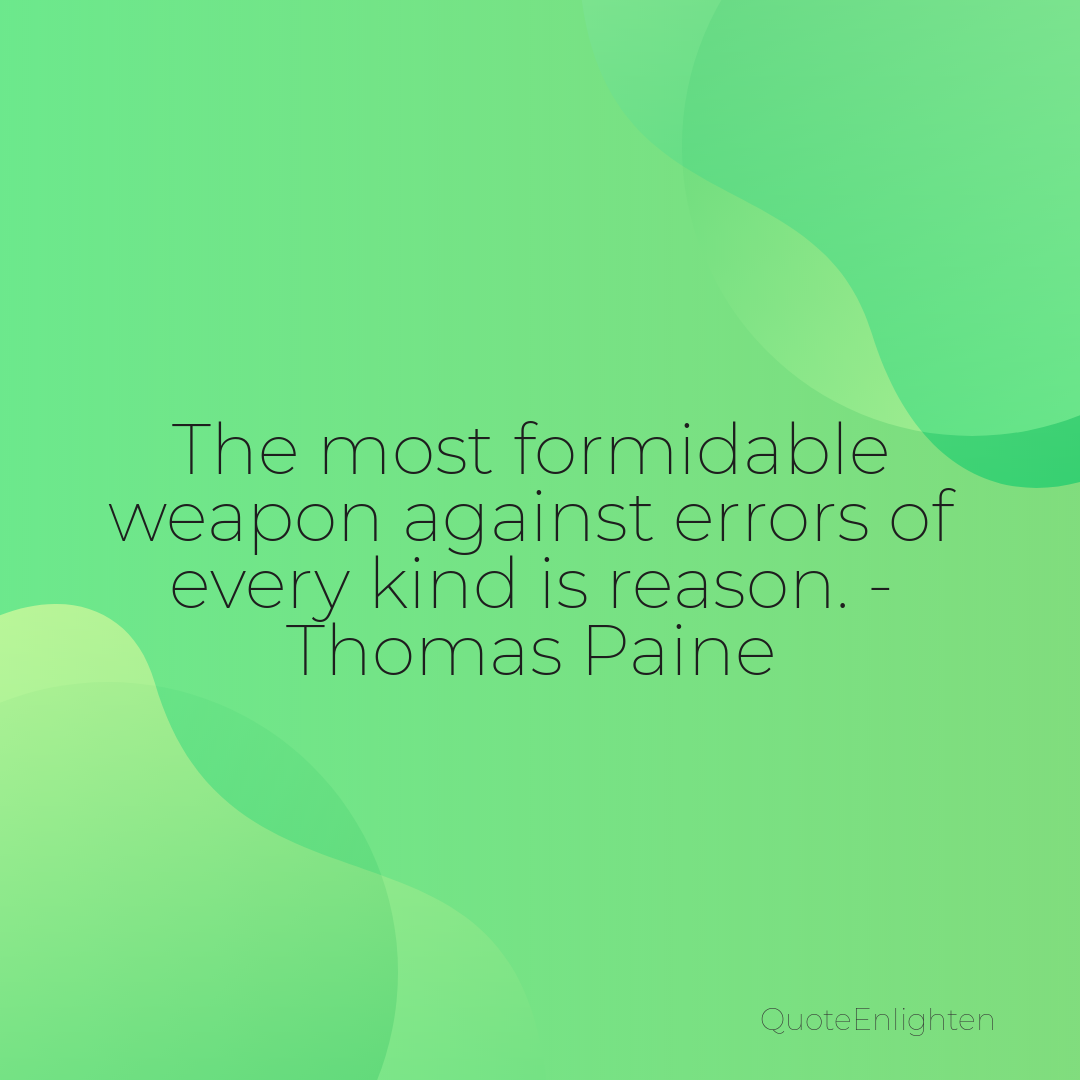 The most formidable
weapon against errors of
every kind is reason. -
Thomas Paine
QuoteEnlighten